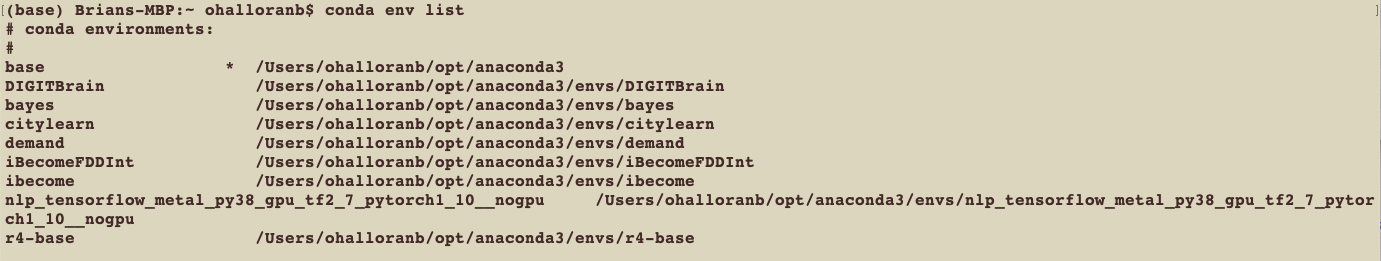 [(base) Brians-MBP:~ ohalloranb$ conda env list ]
# conda environments:
#
base * /Users/ohalloranb/opt/anaconda3
DIGITBrain /Users/ohalloranb/opt/anaconda3/envs/DIGITBrain
bayes /Users/ohalloranb/opt/anaconda3/envs/bayes
citylearn /Users/ohalloranb/opt/anaconda3/envs/citylearn
demand /Users/ohalloranb/opt/anaconda3/envs/demand
iBecomeFDDInt /Users/ohalloranb/opt/anaconda3/envs/iBecomeFDDInt
ibecome /Users/ohalloranb/opt/anaconda3/envs/ibecome
nlp_tensorflow_metal_py38_gpu_tf2_7_pytorch1_10__nogpu /Users/ohalloranb/opt/anaconda3/envs/nlp_tensorflow_metal_py38_gpu_tf2_7_pytor
ch1_10__nogpu
r4-base /Users/ohalloranb/opt/anaconda3/envs/r4-base